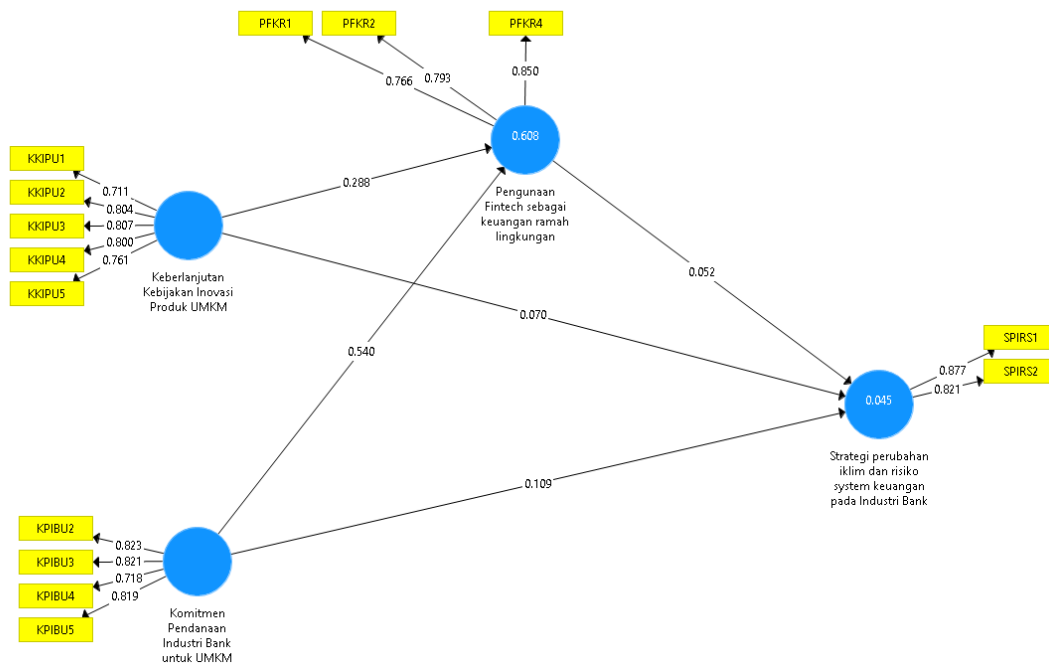 PFKR1
PFKR2
PFKR4
0.766
0.793
0.850
0.608
Pengunaan
Fintech sebagai
keuangan ramah
lingkungan
KKIPU1
KKIPU2
KKIPU3
KKIPU4
KKIPU5
0.711
0.804
0.807
0.800
0.761
Keberlanjutan
Kebijakan Inovasi
Produk UMKM
0.288
0.052
0.070
0.540
0.109
SPIRS1
SPIRS2
0.877
0.821
0.045
Strategi perubahan
iklim dan risiko
system keuangan
pada Industri Bank
KPIBU2
KPIBU3
KPIBU4
KPIBU5
0.823
0.821
0.718
0.819
Komitmen
Pendanaan
Industri Bank
untuk UMKM